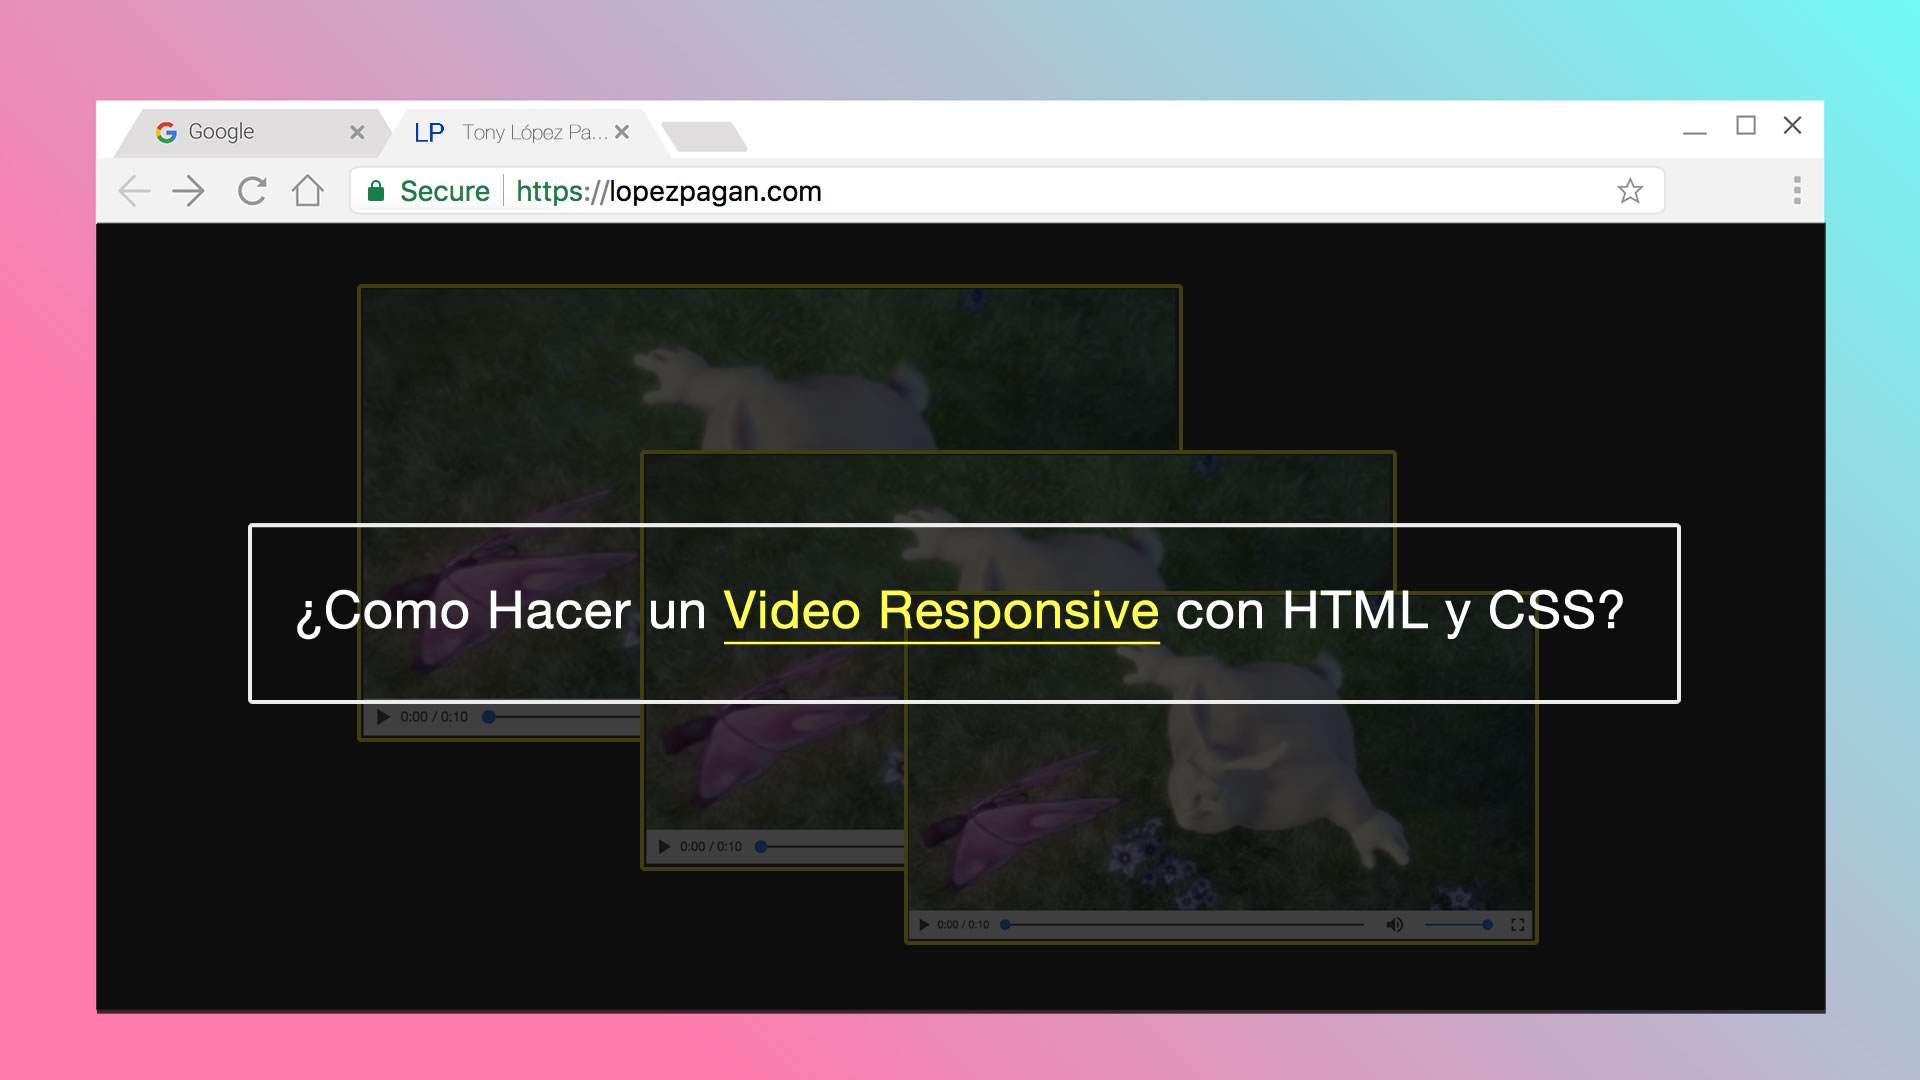 Google
LP Tony López Pa...
Secure https://lopezpagan.com
¿Como Hacer un Video Responsive con HTML y CSS?
0:00 / 0:10
0:00 / 0:10
0:00 / 0:10